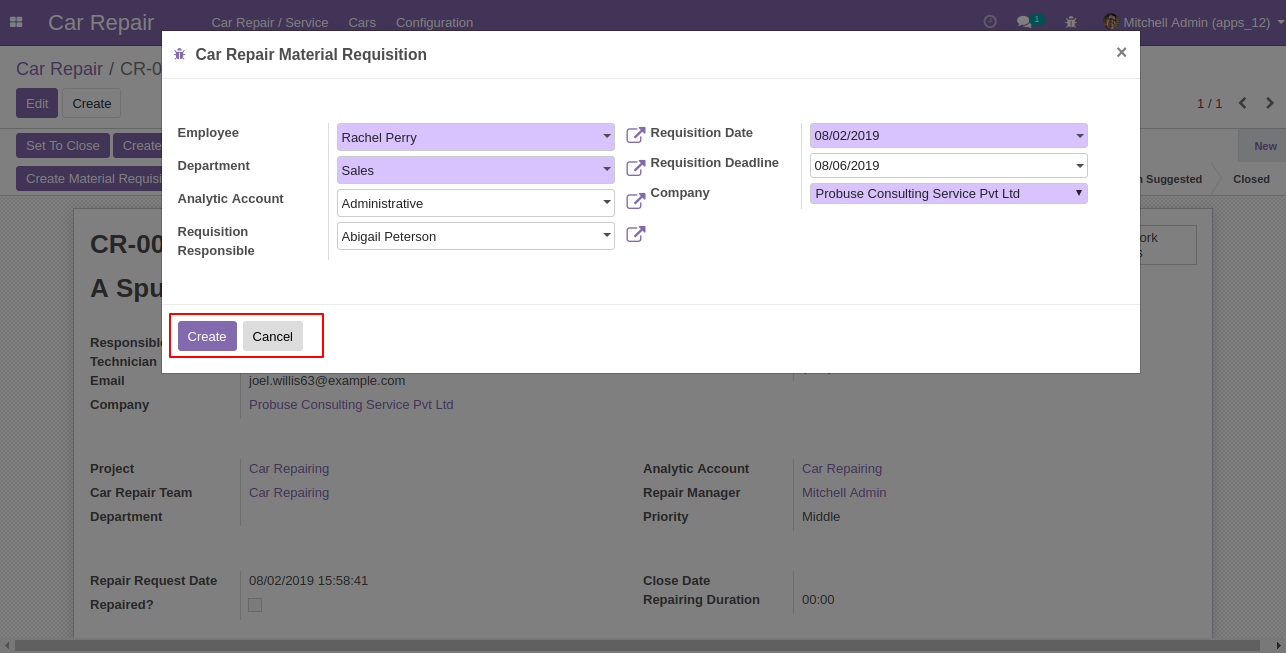 Car Repair Car Repair / Service Cars Configuration 1 Mitchell Admin (apps_12)
Car Repair Material Requisition ×
Car Repair / CR-0
Edit Create 1 / 1
Employee Rachel Perry Requisition Date 08/02/2019
Set To Close Create New
Department Sales Requisition Deadline 08/06/2019
Create Material Requisi Suggested Closed
Analytic Account Administrative Company Probuse Consulting Service Pvt Ltd
Requisition Responsible Abigail Peterson
CR-00
A Spu
Create Cancel
Responsible
Technician
Email joel.willis63@example.com
Company Probuse Consulting Service Pvt Ltd
Project Car Repairing Analytic Account Car Repairing
Car Repair Team Car Repairing Repair Manager Mitchell Admin
Department Priority Middle
Repair Request Date 08/02/2019 15:58:41 Close Date
Repaired? Repairing Duration 00:00